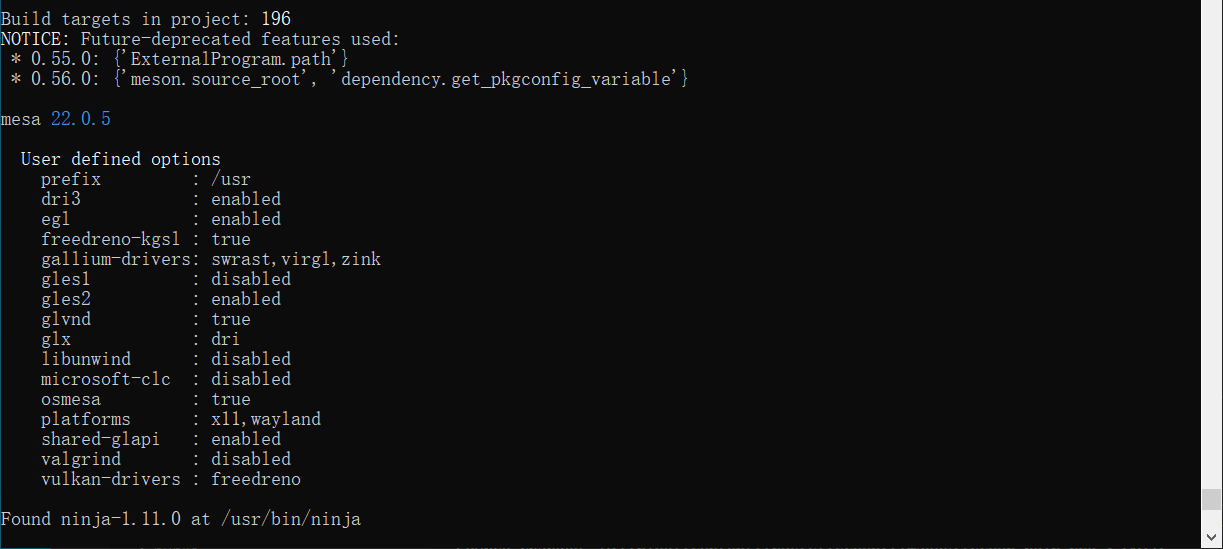 Build targets in project: 196
NOTICE: Future-deprecated features used:
 * 0.55.0: {'ExternalProgram.path'}
 * 0.56.0: {'meson.source_root', 'dependency.get_pkgconfig_variable'}
mesa 22.0.5
  User defined options
    prefix         : /usr
    dri3           : enabled
    egl            : enabled
    freedreno-kgsl : true
    gallium-drivers: swrast,virgl,zink
    gles1          : disabled
    gles2          : enabled
    glvnd          : true
    glx            : dri
    libunwind      : disabled
    microsoft-clc  : disabled
    osmesa         : true
    platforms      : x11,wayland
    shared-glapi   : enabled
    valgrind       : disabled
    vulkan-drivers : freedreno
Found ninja-1.11.0 at /usr/bin/ninja